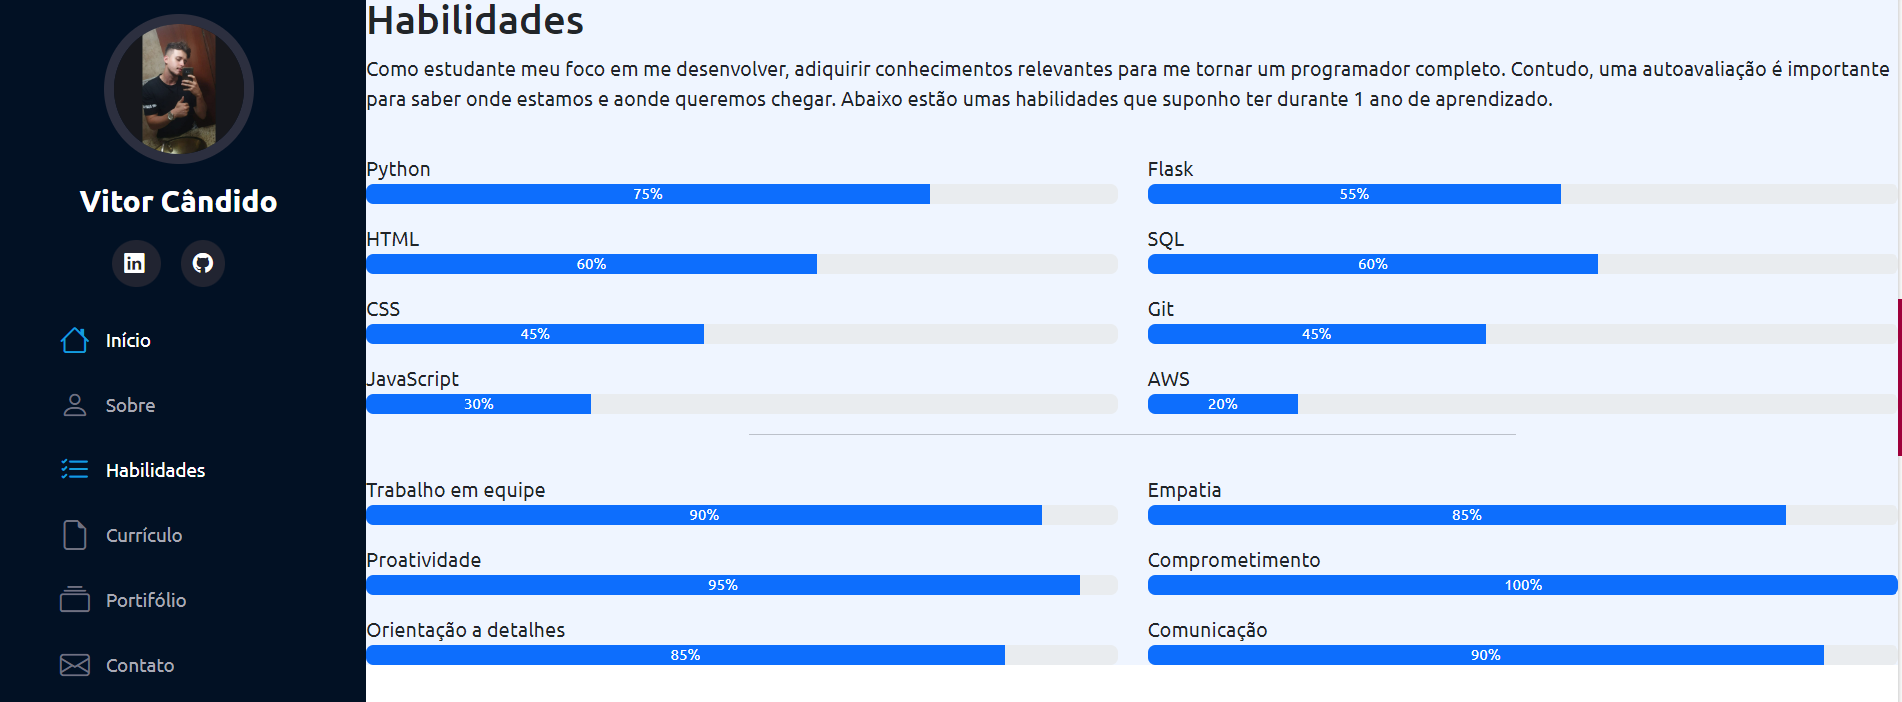 Vitor Cândido
Início
Sobre
Habilidades
Currículo
Portifólio
Contato
Habilidades
Como estudante meu foco em me desenvolver, adiquirir conhecimentos relevantes para me tornar um programador completo. Contudo, uma autoavaliação é importante
para saber onde estamos e aonde queremos chegar. Abaixo estão umas habilidades que suponho ter durante 1 ano de aprendizado.
Python
75%
HTML
60%
CSS
45%
JavaScript
30%
Flask
55%
SQL
60%
Git
45%
AWS
20%
Trabalho em equipe
90%
Proatividade
95%
Orientação a detalhes
85%
Empatia
85%
Comprometimento
100%
Comunicação
90%